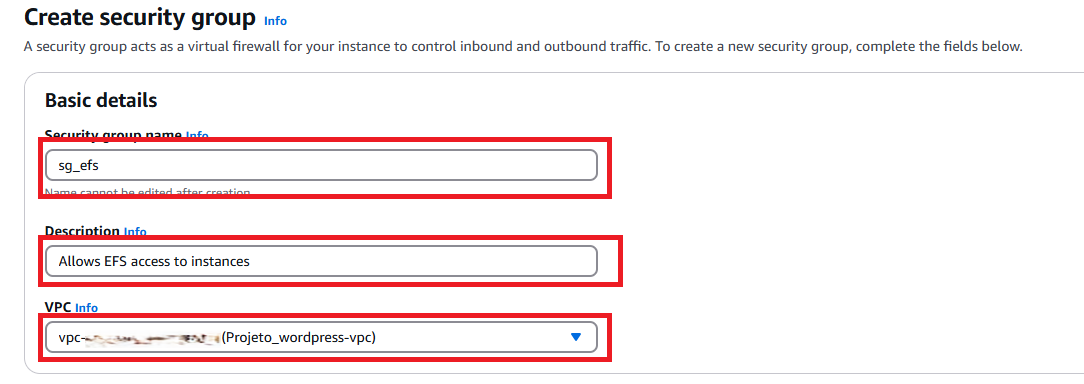 Create security group Info
A security group acts as a virtual firewall for your instance to control inbound and outbound traffic. To create a new security group, complete the fields below.
Basic details
Security group name Info
sg_efs
Name cannot be edited after creation
Description Info
Allows EFS access to instances
VPC Info
vpc- (Projeto_wordpress-vpc)